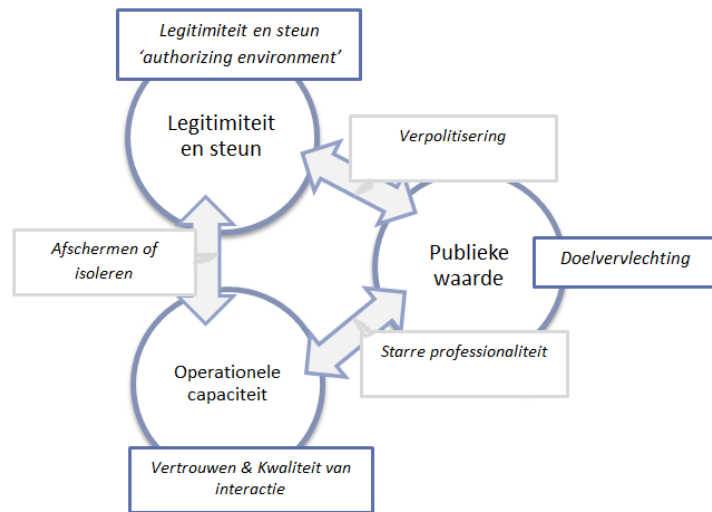 Legitimiteit en steun
‘authorizing environment’
Legitimiteit
en steun
Verpolitisering
Afschermen of
isoleren
Publieke
waarde
Doelvervlechting
Starre professionaliteit
Operationele
capaciteit
Vertrouwen & Kwaliteit van
interactie